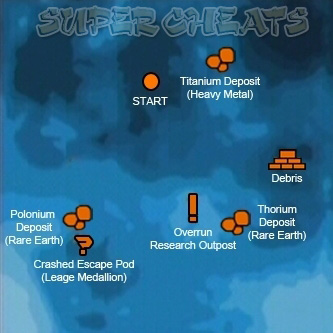 SUPER CHEATS
Titanium Deposit
(Heavy Metal)
START
Debris
Polonium
Deposit
(Rare Earth)
Crashed Escape Pod
(Leage Medallion)
Overrun
Research Outpost
Thorium
Deposit
(Rare Earth)